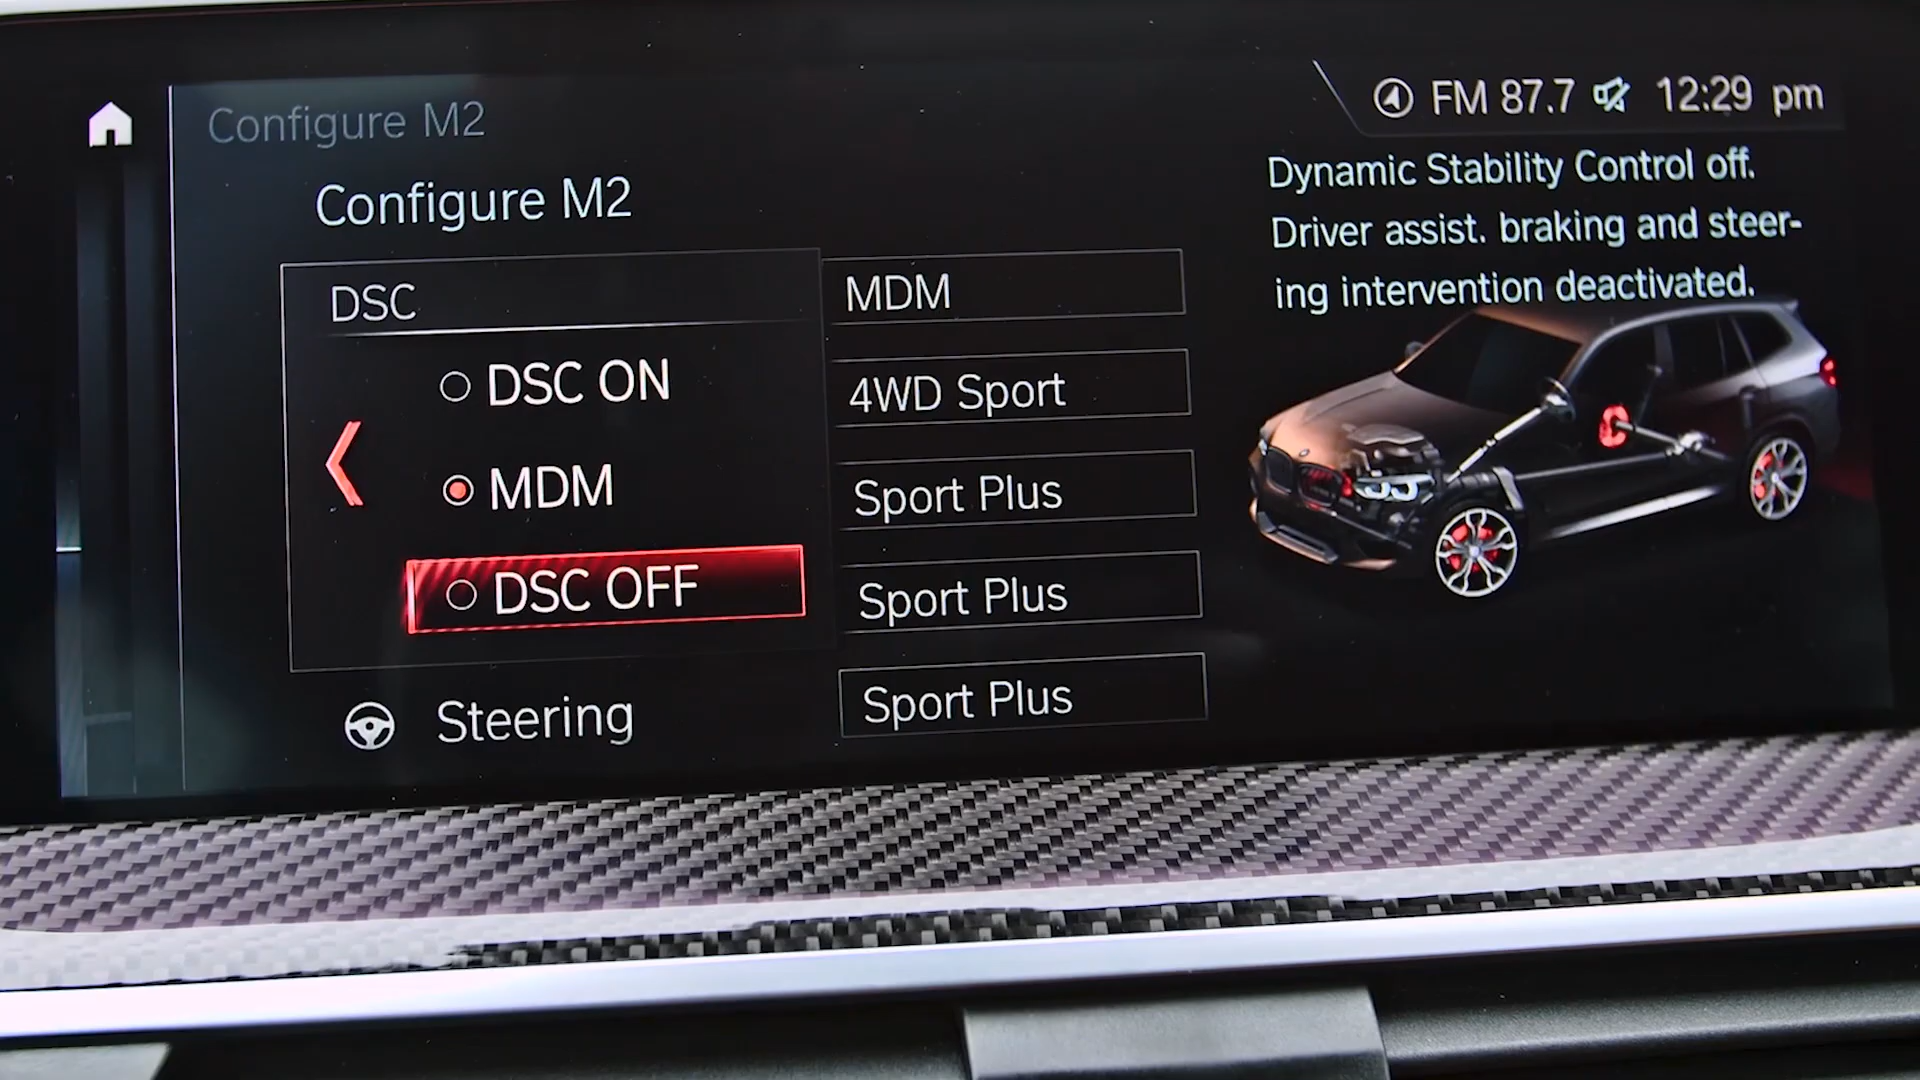 Configure M2
FM 87.7 12:29 pm
Configure M2
Dynamic Stability Control off.
Driver assist. braking and steer-
ing intervention deactivated.
DSC
MDM
DSC ON
4WD Sport
MDM
Sport Plus
DSC OFF
Sport Plus
Steering
Sport Plus